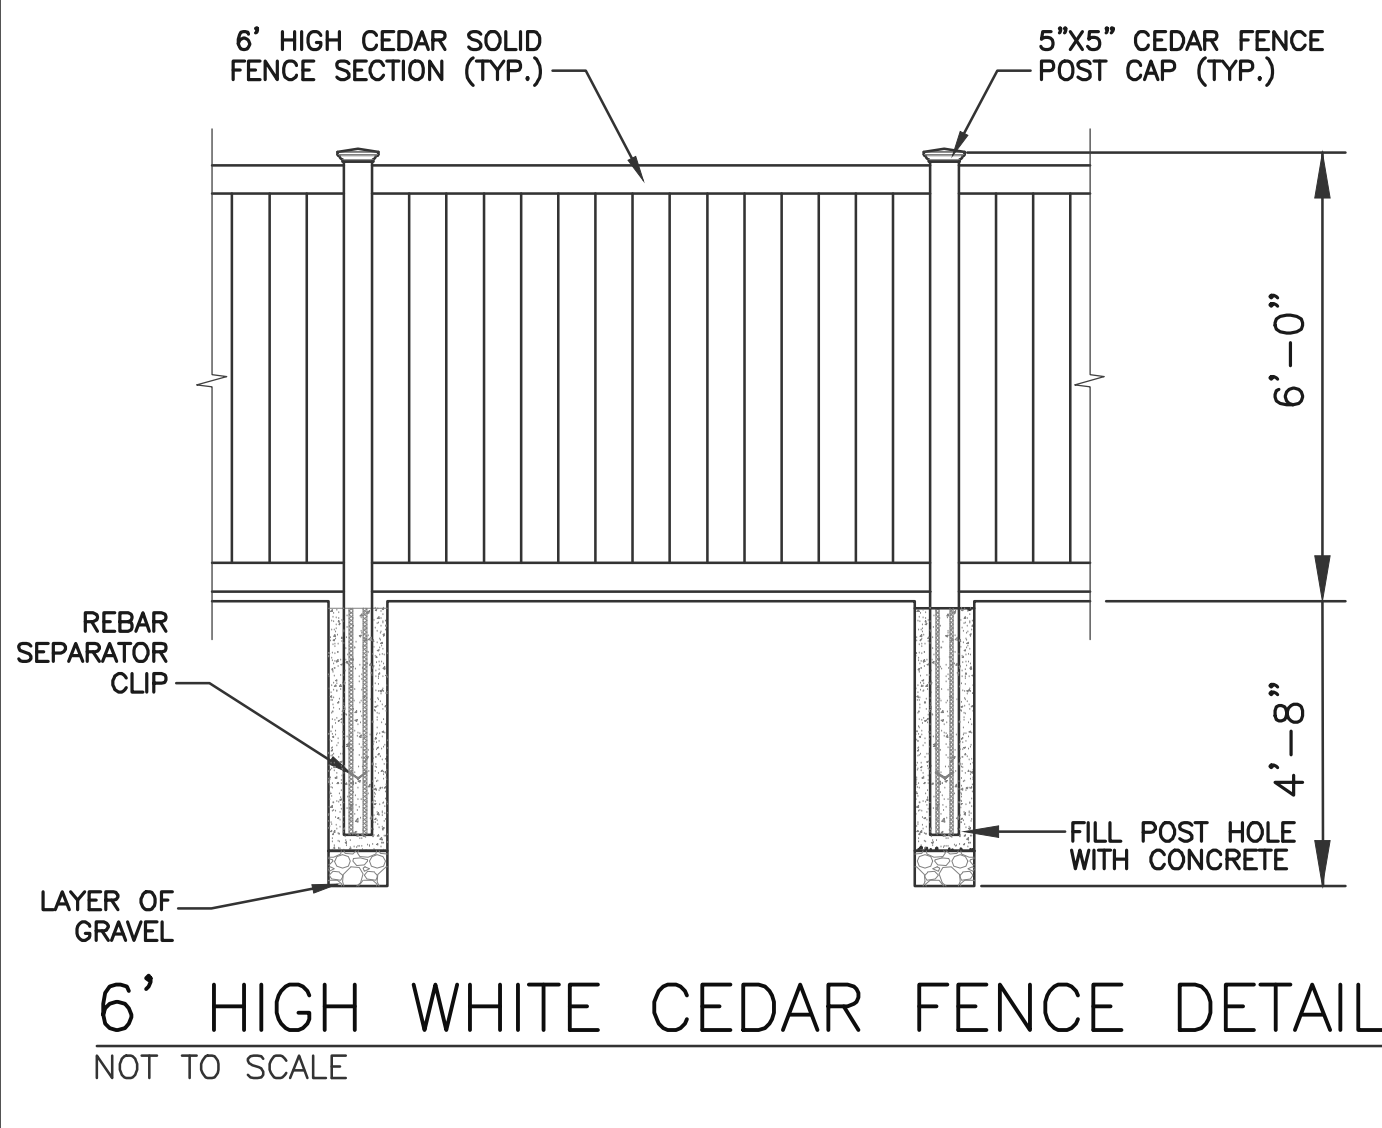 6' HIGH CEDAR SOLID
FENCE SECTION (TYP.)
5"X5" CEDAR FENCE
POST CAP (TYP.)
6'-0"
REBAR
SEPARATOR
CLIP
4'-8"
FILL POST HOLE
WITH CONCRETE
LAYER OF
GRAVEL
6' HIGH WHITE CEDAR FENCE DETAIL
NOT TO SCALE